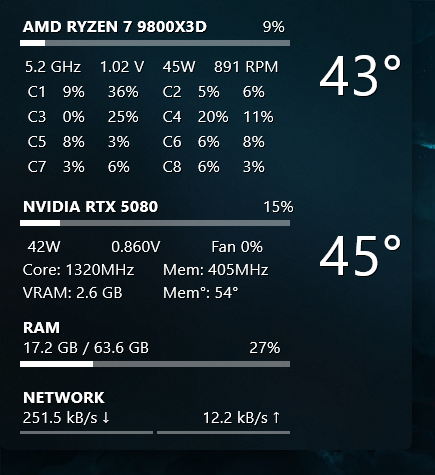 AMD RYZEN 7 9800X3D 9%
5.2 GHz 1.02 V 45W 891 RPM
43°
C1 9% 36% C2 5% 6%
C3 0% 25% C4 20% 11%
C5 8% 3% C6 6% 8%
C7 3% 6% C8 6% 3%
NVIDIA RTX 5080 15%
42W 0.860V Fan 0%
45°
Core: 1320MHz Mem: 405MHz
VRAM: 2.6 GB Mem°: 54°
RAM
17.2 GB / 63.6 GB 27%
NETWORK
251.5 kB/s ↓ 12.2 kB/s ↑